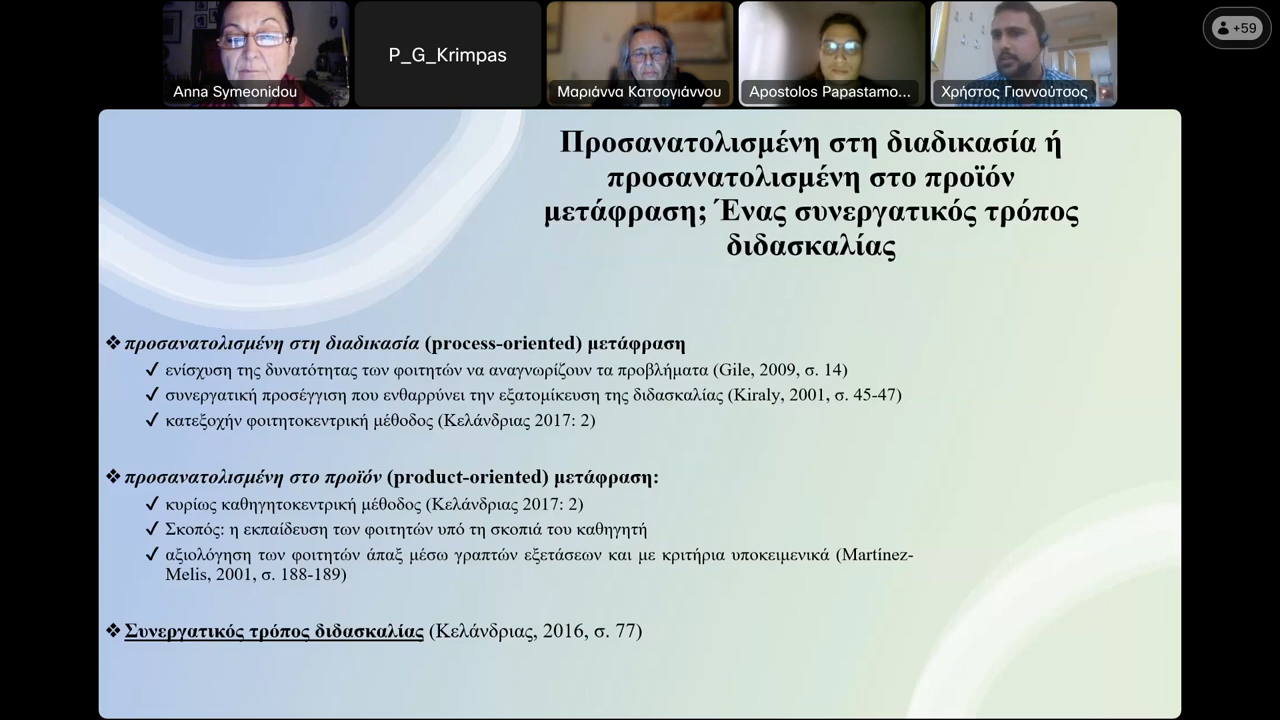 Anna Symeonidou
P_G_Krimpas
Μαριάννα Κατσογιάννου
Apostolos Papastamo...
Χρήστος Γιαννούτσος
+59
Προσανατολισμένη στη διαδικασία ή
προσανατολισμένη στο προϊόν
μετάφραση; Ένας συνεργατικός τρόπος
διδασκαλίας
❖ προσανατολισμένη στη διαδικασία (process-oriented) μετάφραση
✓ ενίσχυση της δυνατότητας των φοιτητών να αναγνωρίζουν τα προβλήματα (Gile, 2009, σ. 14)
✓ συνεργατική προσέγγιση που ενθαρρύνει την εξατομίκευση της διδασκαλίας (Kiraly, 2001, σ. 45-47)
✓ κατεξοχήν φοιτητοκεντρική μέθοδος (Κελάνδριας 2017: 2)
❖ προσανατολισμένη στο προϊόν (product-oriented) μετάφραση:
✓ κυρίως καθηγητοκεντρική μέθοδος (Κελάνδριας 2017: 2)
✓ Σκοπός: η εκπαίδευση των φοιτητών υπό τη σκοπιά του καθηγητή
✓ αξιολόγηση των φοιτητών άπαξ μέσω γραπτών εξετάσεων και με κριτήρια υποκειμενικά (Martínez-
Melis, 2001, σ. 188-189)
❖ Συνεργατικός τρόπος διδασκαλίας (Κελάνδριας, 2016, σ. 77)